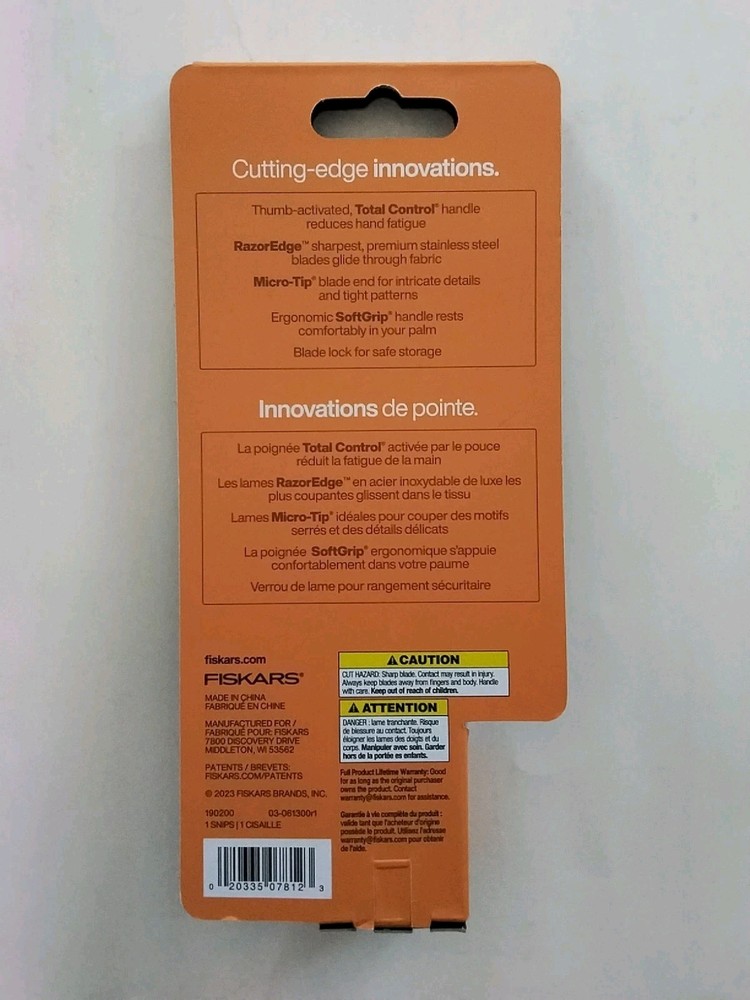 Cutting-edge innovations.
Thumb-activated, Total Control® handle
reduces hand fatigue
RazorEdge™ sharpest, premium stainless steel
blades glide through fabric
Micro-Tip® blade end for intricate details
and tight patterns
Ergonomic SoftGrip® handle rests
comfortably in your palm
Blade lock for safe storage
Innovations de pointe.
La poignée Total Control® activée par le pouce
réduit la fatigue de la main
Les lames RazorEdge™ en acier inoxydable de luxe les
plus coupantes glissent dans le tissu
Lames Micro-Tip® idéales pour couper des motifs
serrés et des détails délicats
La poignée SoftGrip® ergonomique s'appuie
confortablement dans votre paume
Verrou de lame pour rangement sécuritaire
fiskars.com
FISKARS®
MADE IN CHINA
FABRIQUÉ EN CHINE
MANUFACTURED FOR /
FABRIQUÉ POUR: FISKARS
7800 DISCOVERY DRIVE
MIDDLETON, WI 53562
PATENTS / BREVETS:
FISKARS.COM/PATENTS
© 2023 FISKARS BRANDS, INC.
190200 03-061300r1
1 SNIPS | 1 CISAILLE
0 20335 07812 3
⚠ CAUTION
CUT HAZARD: Sharp blade. Contact may result in injury.
Always keep blades away from fingers and body. Handle
with care. Keep out of reach of children.
⚠ ATTENTION
DANGER : lame tranchante. Risque
de blessure au contact. Toujours
éloigner les lames des doigts et du
corps. Manipuler avec soin. Garder
hors de la portée es enfants.
Full Product Lifetime Warranty: Good
for as long as the original purchaser
owns the product. Contact
warranty@fiskars.com for assistance.
Garantie à vie complète du produit :
valide tant que l'acheteur d'origine
possède le produit. Utilisez l'adresse
warranty@fiskars.com pour obtenir
de l'aide.